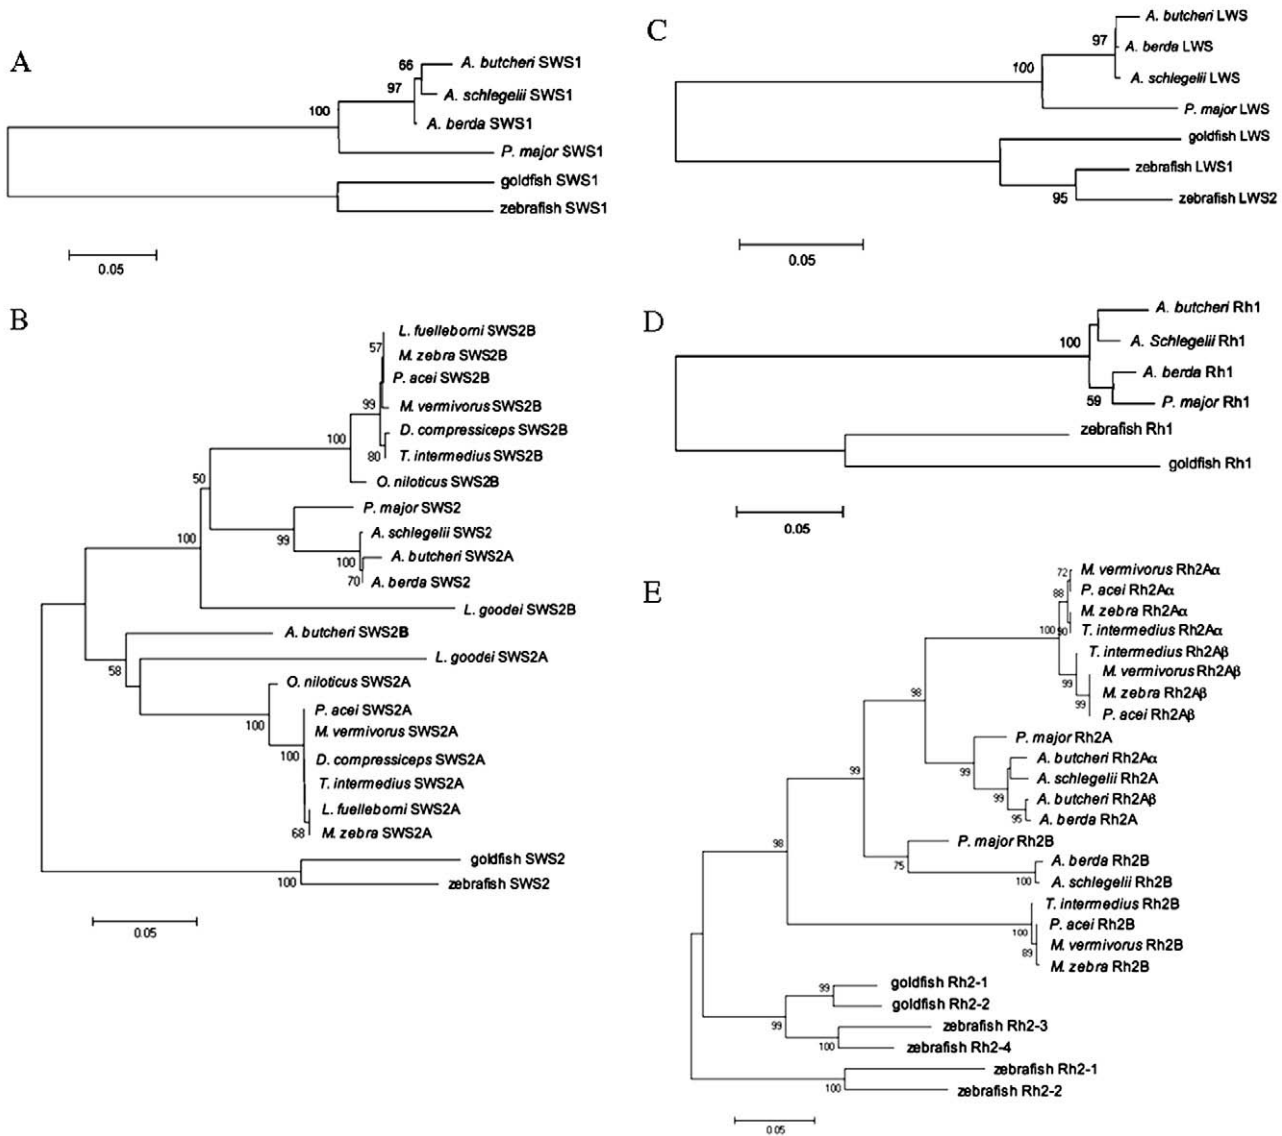 A
66
A. butcheri SWS1
97
A. schlegelii SWS1
100
A. berda SWS1
P. major SWS1
goldfish SWS1
zebrafish SWS1
0.05
B
L. fuelleborni SWS2B
57
M. zebra SWS2B
P. acei SWS2B
99
M. vermivorus SWS2B
100
D. compressiceps SWS2B
80
T. intermedius SWS2B
50
O. niloticus SWS2B
P. major SWS2
99
A. schlegelii SWS2
100
100
A. butcheri SWS2A
70
A. berda SWS2
L. goodei SWS2B
A. butcheri SWS2B
58
L. goodei SWS2A
O. niloticus SWS2A
100
P. acei SWS2A
M. vermivorus SWS2A
100
D. compressiceps SWS2A
T. intermedius SWS2A
L. fuelleborni SWS2A
68
M. zebra SWS2A
goldfish SWS2
100
zebrafish SWS2
0.05
C
A. butcheri LWS
97
A. berda LWS
100
A. schlegelii LWS
P. major LWS
goldfish LWS
zebrafish LWS1
95
zebrafish LWS2
0.05
D
A. butcheri Rh1
100
A. Schlegelii Rh1
A. berda Rh1
59
P. major Rh1
zebrafish Rh1
goldfish Rh1
0.05
E
72
M. vermivorus Rh2Aα
88
P. acei Rh2Aα
M. zebra Rh2Aα
100
90
T. intermedius Rh2Aα
T. intermedius Rh2Aβ
99
M. vermivorus Rh2Aβ
98
M. zebra Rh2Aβ
99
P. acei Rh2Aβ
P. major Rh2A
A. butcheri Rh2Aα
99
99
A. schlegelii Rh2A
99
A. butcheri Rh2Aβ
95
A. berda Rh2A
98
P. major Rh2B
75
A. berda Rh2B
100
A. schlegelii Rh2B
T. intermedius Rh2B
P. acei Rh2B
100
M. vermivorus Rh2B
89
M. zebra Rh2B
99
goldfish Rh2-1
goldfish Rh2-2
99
zebrafish Rh2-3
100
zebrafish Rh2-4
zebrafish Rh2-1
100
zebrafish Rh2-2
0.05